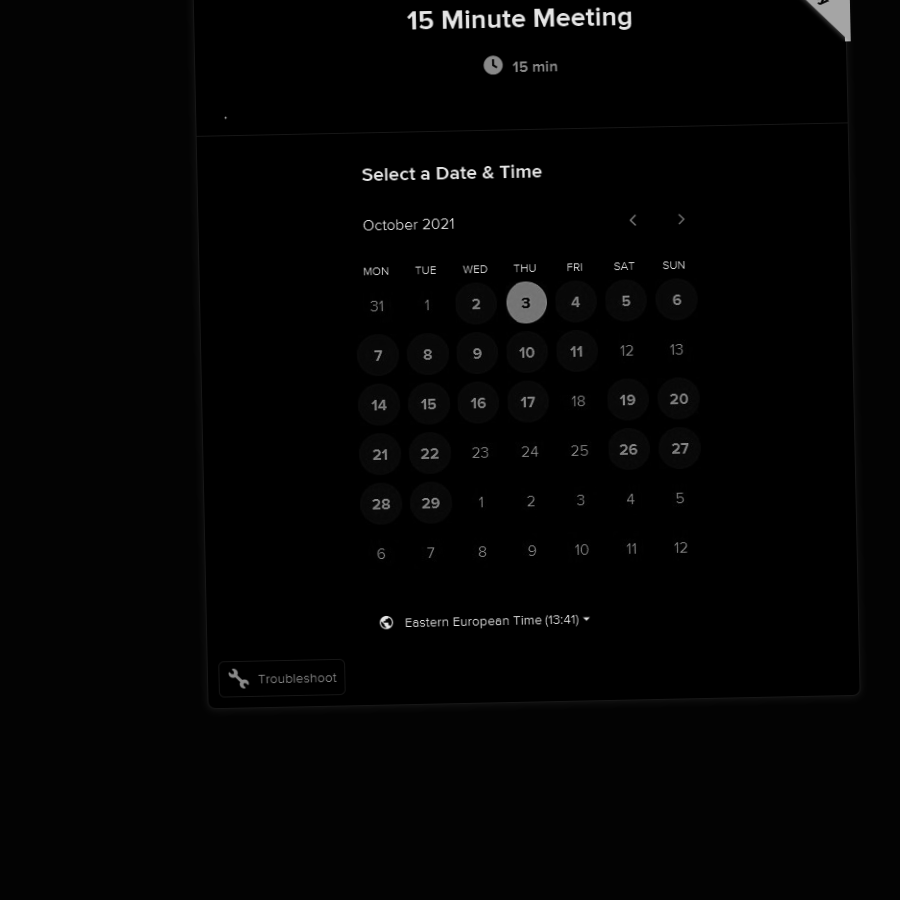 15 Minute Meeting
15 min
Select a Date & Time
October 2021
MON TUE WED THU FRI SAT SUN
31 1 2 3 4 5 6
7 8 9 10 11 12 13
14 15 16 17 18 19 20
21 22 23 24 25 26 27
28 29 1 2 3 4 5
6 7 8 9 10 11 12
Eastern European Time (13:41)
Troubleshoot